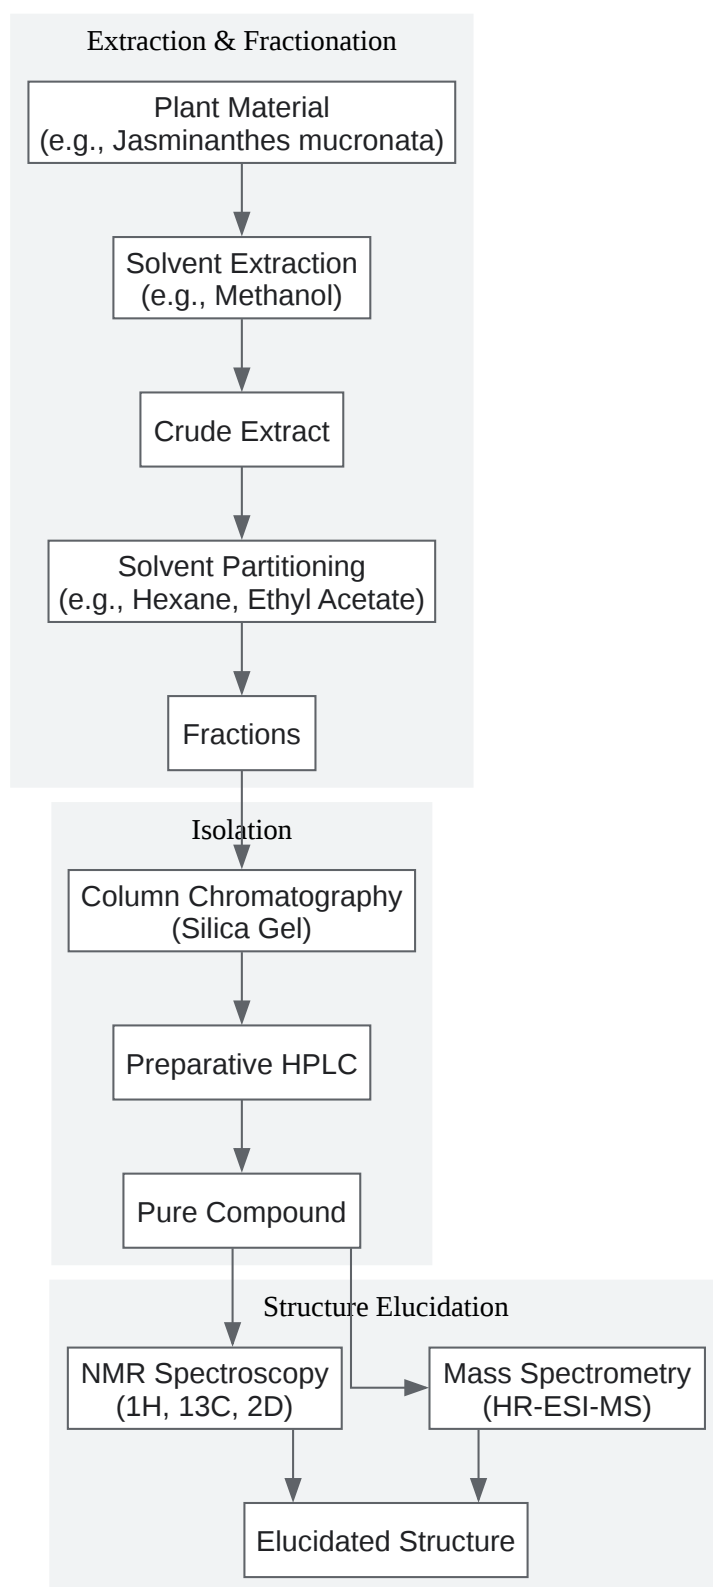 Extraction & Fractionation
Plant Material
(e.g., Jasminanthes mucronata)
Solvent Extraction
(e.g., Methanol)
Crude Extract
Solvent Partitioning
(e.g., Hexane, Ethyl Acetate)
Fractions
Isolation
Column Chromatography
(Silica Gel)
Preparative HPLC
Pure Compound
Structure Elucidation
NMR Spectroscopy
(1H, 13C, 2D)
Mass Spectrometry
(HR-ESI-MS)
Elucidated Structure